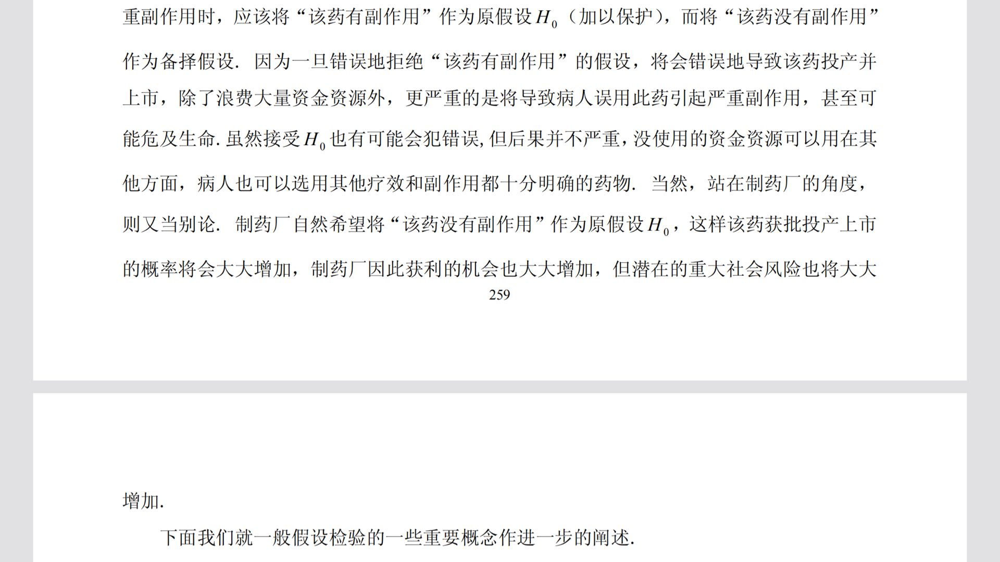 重副作用时，应该将“该药有副作用”作为原假设H₀（加以保护），而将“该药没有副作用”
作为备择假设. 因为一旦错误地拒绝“该药有副作用”的假设，将会错误地导致该药投产并
上市，除了浪费大量资金资源外，更严重的是将导致病人误用此药引起严重副作用，甚至可
能危及生命. 虽然接受H₀也有可能会犯错误, 但后果并不严重，没使用的资金资源可以用在其
他方面，病人也可以选用其他疗效和副作用都十分明确的药物. 当然，站在制药厂的角度，
则又当别论. 制药厂自然希望将“该药没有副作用”作为原假设H₀，这样该药获批投产上市
的概率将会大大增加，制药厂因此获利的机会也大大增加，但潜在的重大社会风险也将大大
259
增加.
下面我们就一般假设检验的一些重要概念作进一步的阐述.